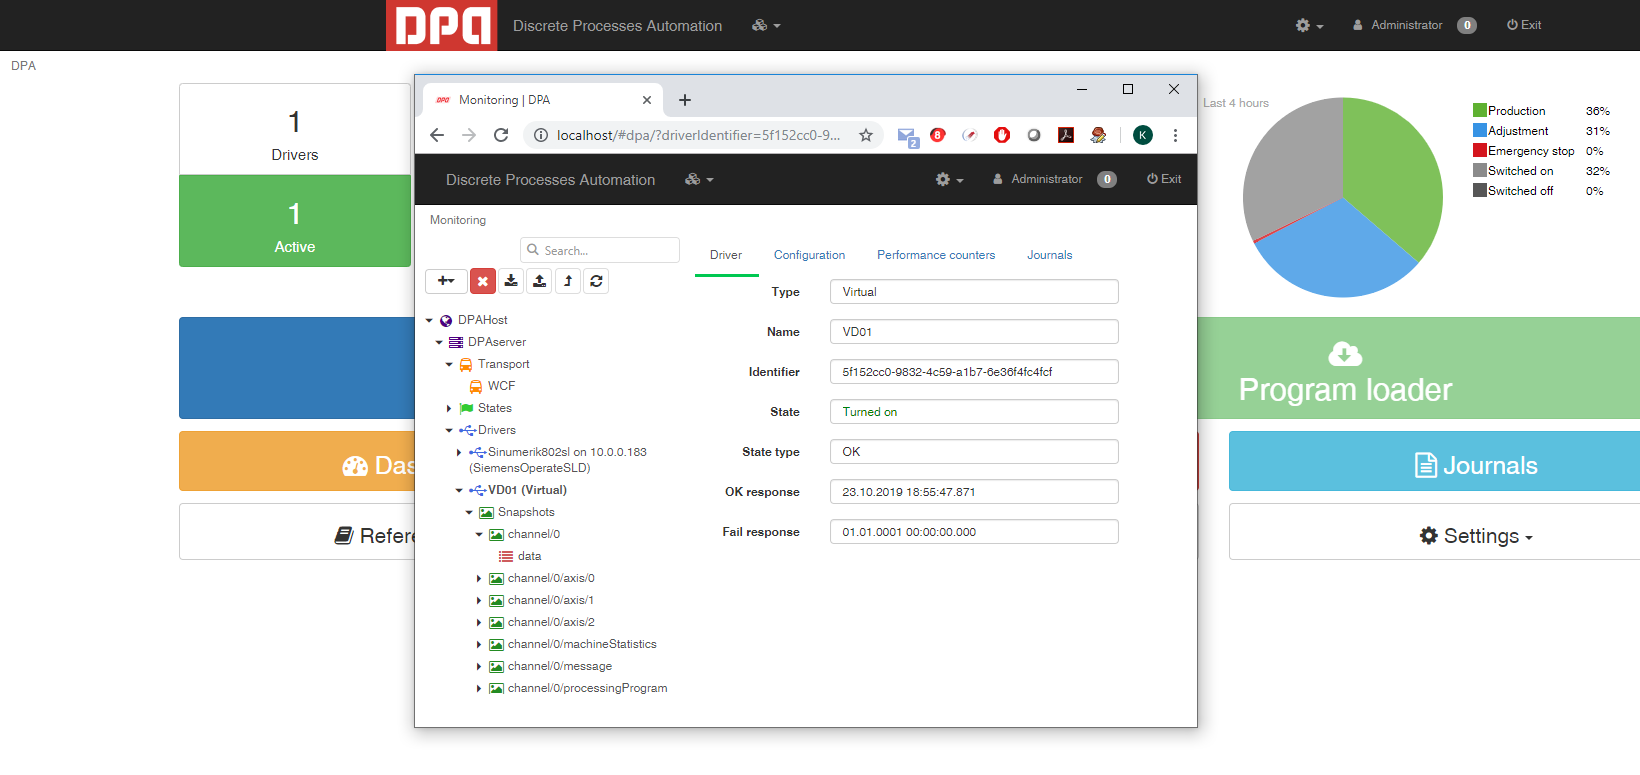 DPA
Discrete Processes Automation
Administrator
0
Exit
DPA
1
Drivers
1
Active
Das
Refere
DPA
Monitoring | DPA
localhost/#dpa/?driverIdentifier=5f152cc0-9...
2
8
K
Discrete Processes Automation
Administrator
0
Exit
Monitoring
Search...
DPAHost
DPAserver
Transport
WCF
States
Drivers
Sinumerik802sl on 10.0.0.183
(SiemensOperateSLD)
VD01 (Virtual)
Snapshots
channel/0
data
channel/0/axis/0
channel/0/axis/1
channel/0/axis/2
channel/0/machineStatistics
channel/0/message
channel/0/processingProgram
Driver Configuration Performance counters Journals
Type Virtual
Name VD01
Identifier 5f152cc0-9832-4c59-a1b7-6e36f4fc4fcf
State Turned on
State type OK
OK response 23.10.2019 18:55:47.871
Fail response 01.01.0001 00:00:00.000
Last 4 hours
Production 36%
Adjustment 31%
Emergency stop 0%
Switched on 32%
Switched off 0%
Program loader
Journals
Settings